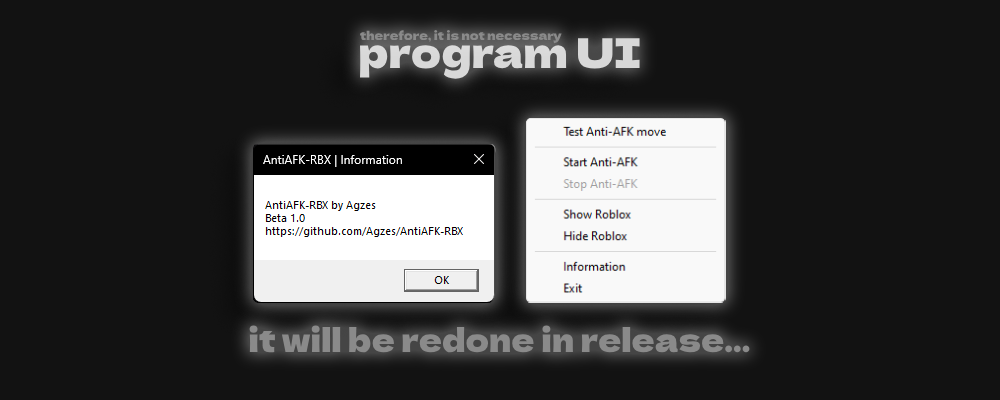 therefore, it is not necessary
program UI
AntiAFK-RBX | Information
AntiAFK-RBX by Agzes
Beta 1.0
https://github.com/Agzes/AntiAFK-RBX
OK
Test Anti-AFK move
Start Anti-AFK
Stop Anti-AFK
Show Roblox
Hide Roblox
Information
Exit
it will be redone in release...